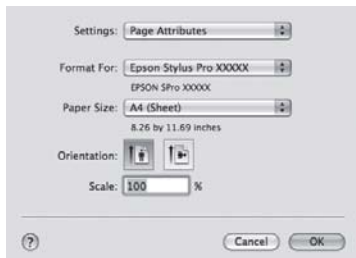 Settings: Page Attributes
Format For: Epson Stylus Pro XXXXX
EPSON SPro XXXXX
Paper Size: A4 (Sheet)
8.26 by 11.69 inches
Orientation:
Scale: 100 %
? Cancel OK